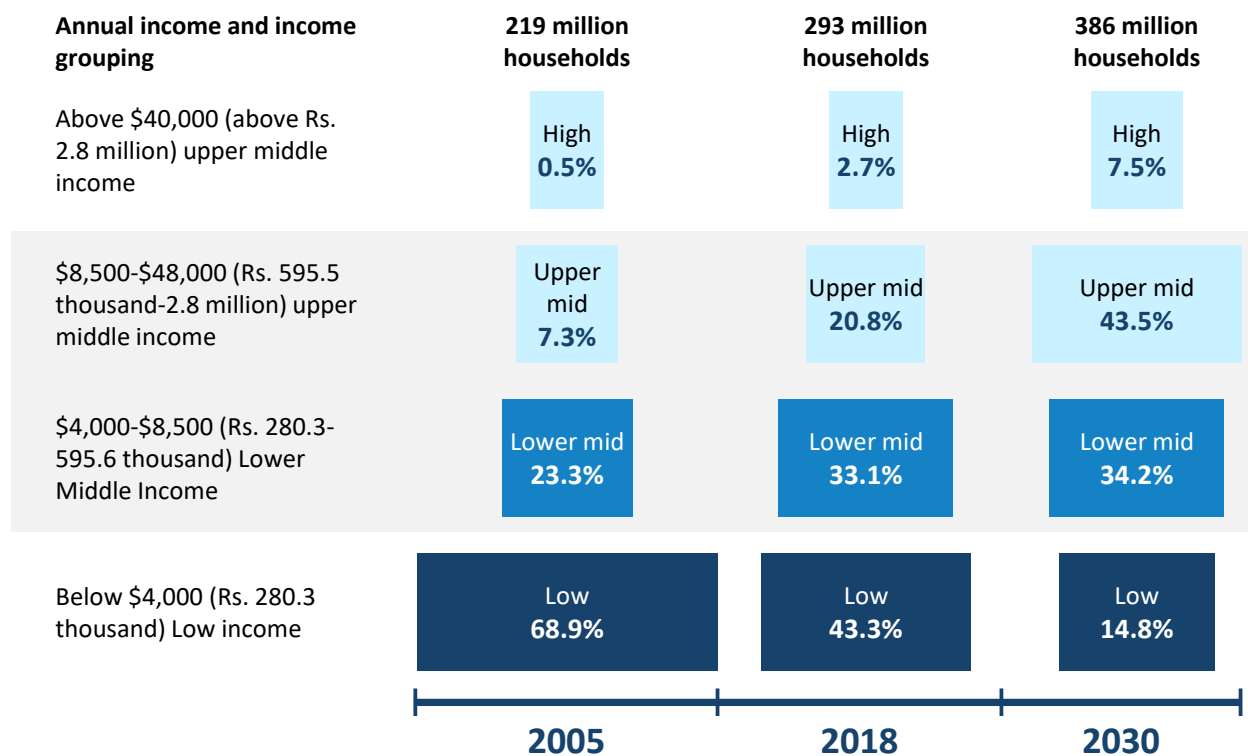 Annual income and income
grouping
219 million
households
293 million
households
386 million
households
Above $40,000 (above Rs.
2.8 million) upper middle
income
High
0.5%
High
2.7%
High
7.5%
$8,500-$48,000 (Rs. 595.5
thousand-2.8 million) upper
middle income
Upper
mid
7.3%
Upper mid
20.8%
Upper mid
43.5%
$4,000-$8,500 (Rs. 280.3-
595.6 thousand) Lower
Middle Income
Lower mid
23.3%
Lower mid
33.1%
Lower mid
34.2%
Below $4,000 (Rs. 280.3
thousand) Low income
Low
68.9%
Low
43.3%
Low
14.8%
2005
2018
2030